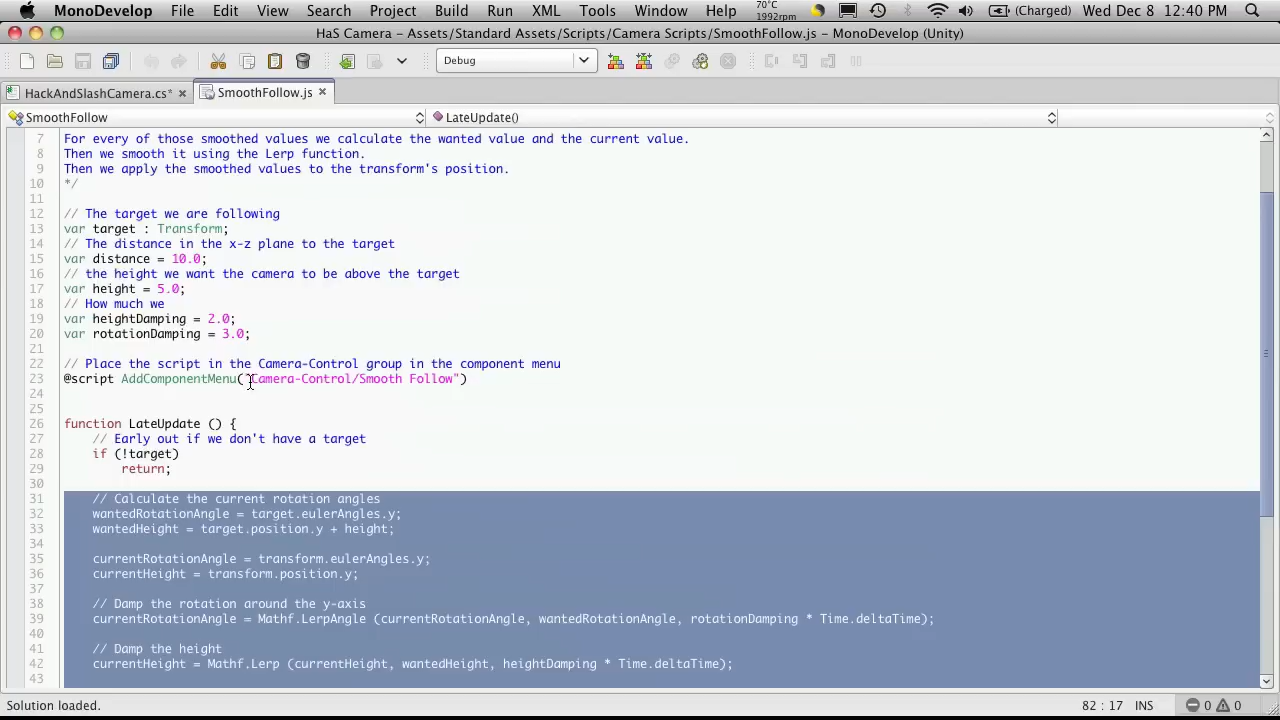 MonoDevelop File Edit View Search Project Build Run XML Tools Window Help 70°C 1992rpm (Charged) Wed Dec 8 12:40 PM
HaS Camera – Assets/Standard Assets/Scripts/Camera Scripts/SmoothFollow.js – MonoDevelop (Unity)
Debug
HackAndSlashCamera.cs* SmoothFollow.js
SmoothFollow LateUpdate()
7 For every of those smoothed values we calculate the wanted value and the current value.
8 Then we smooth it using the Lerp function.
9 Then we apply the smoothed values to the transform's position.
10 */
11
12 // The target we are following
13 var target : Transform;
14 // The distance in the x-z plane to the target
15 var distance = 10.0;
16 // the height we want the camera to be above the target
17 var height = 5.0;
18 // How much we
19 var heightDamping = 2.0;
20 var rotationDamping = 3.0;
21
22 // Place the script in the Camera-Control group in the component menu
23 @script AddComponentMenu("Camera-Control/Smooth Follow")
24
25
26 function LateUpdate () {
27 // Early out if we don't have a target
28 if (!target)
29 return;
30
31 // Calculate the current rotation angles
32 wantedRotationAngle = target.eulerAngles.y;
33 wantedHeight = target.position.y + height;
34
35 currentRotationAngle = transform.eulerAngles.y;
36 currentHeight = transform.position.y;
37
38 // Damp the rotation around the y-axis
39 currentRotationAngle = Mathf.LerpAngle (currentRotationAngle, wantedRotationAngle, rotationDamping * Time.deltaTime);
40
41 // Damp the height
42 currentHeight = Mathf.Lerp (currentHeight, wantedHeight, heightDamping * Time.deltaTime);
43
Solution loaded. 82 : 17 INS 0 0